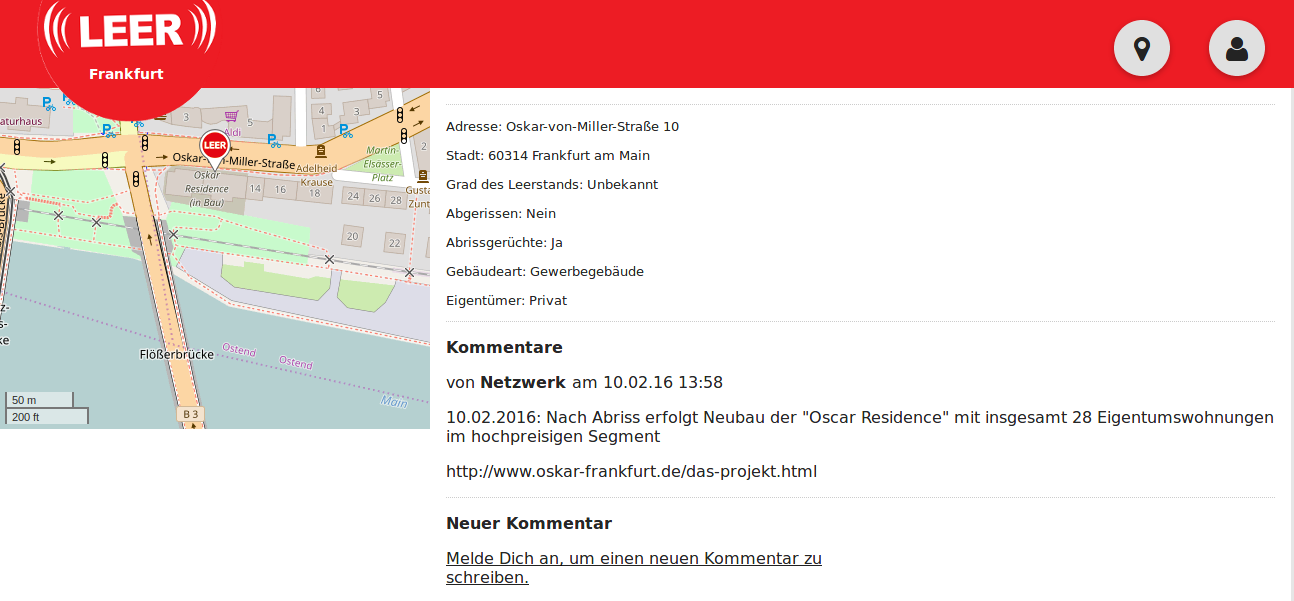 LEER
Frankfurt
aturhaus
3
Aldi
5
6
4
3
5
1
2
LEER
Oskar-
n-Miller-Straße
Adelheid
Krause
Martin-
Elsässer-
Platz
Oskar
Residence
(in Bau)
14
16
18
24
26
28
20
22
Flößerbrücke
Ostend
Ostend
Main
B 3
50 m
200 ft
Adresse: Oskar-von-Miller-Straße 10
Stadt: 60314 Frankfurt am Main
Grad des Leerstands: Unbekannt
Abgerissen: Nein
Abrissgerüchte: Ja
Gebäudeart: Gewerbegebäude
Eigentümer: Privat
Kommentare
von Netzwerk am 10.02.16 13:58
10.02.2016: Nach Abriss erfolgt Neubau der "Oscar Residence" mit insgesamt 28 Eigentumswohnungen
im hochpreisigen Segment
http://www.oskar-frankfurt.de/das-projekt.html
Neuer Kommentar
Melde Dich an, um einen neuen Kommentar zu
schreiben.